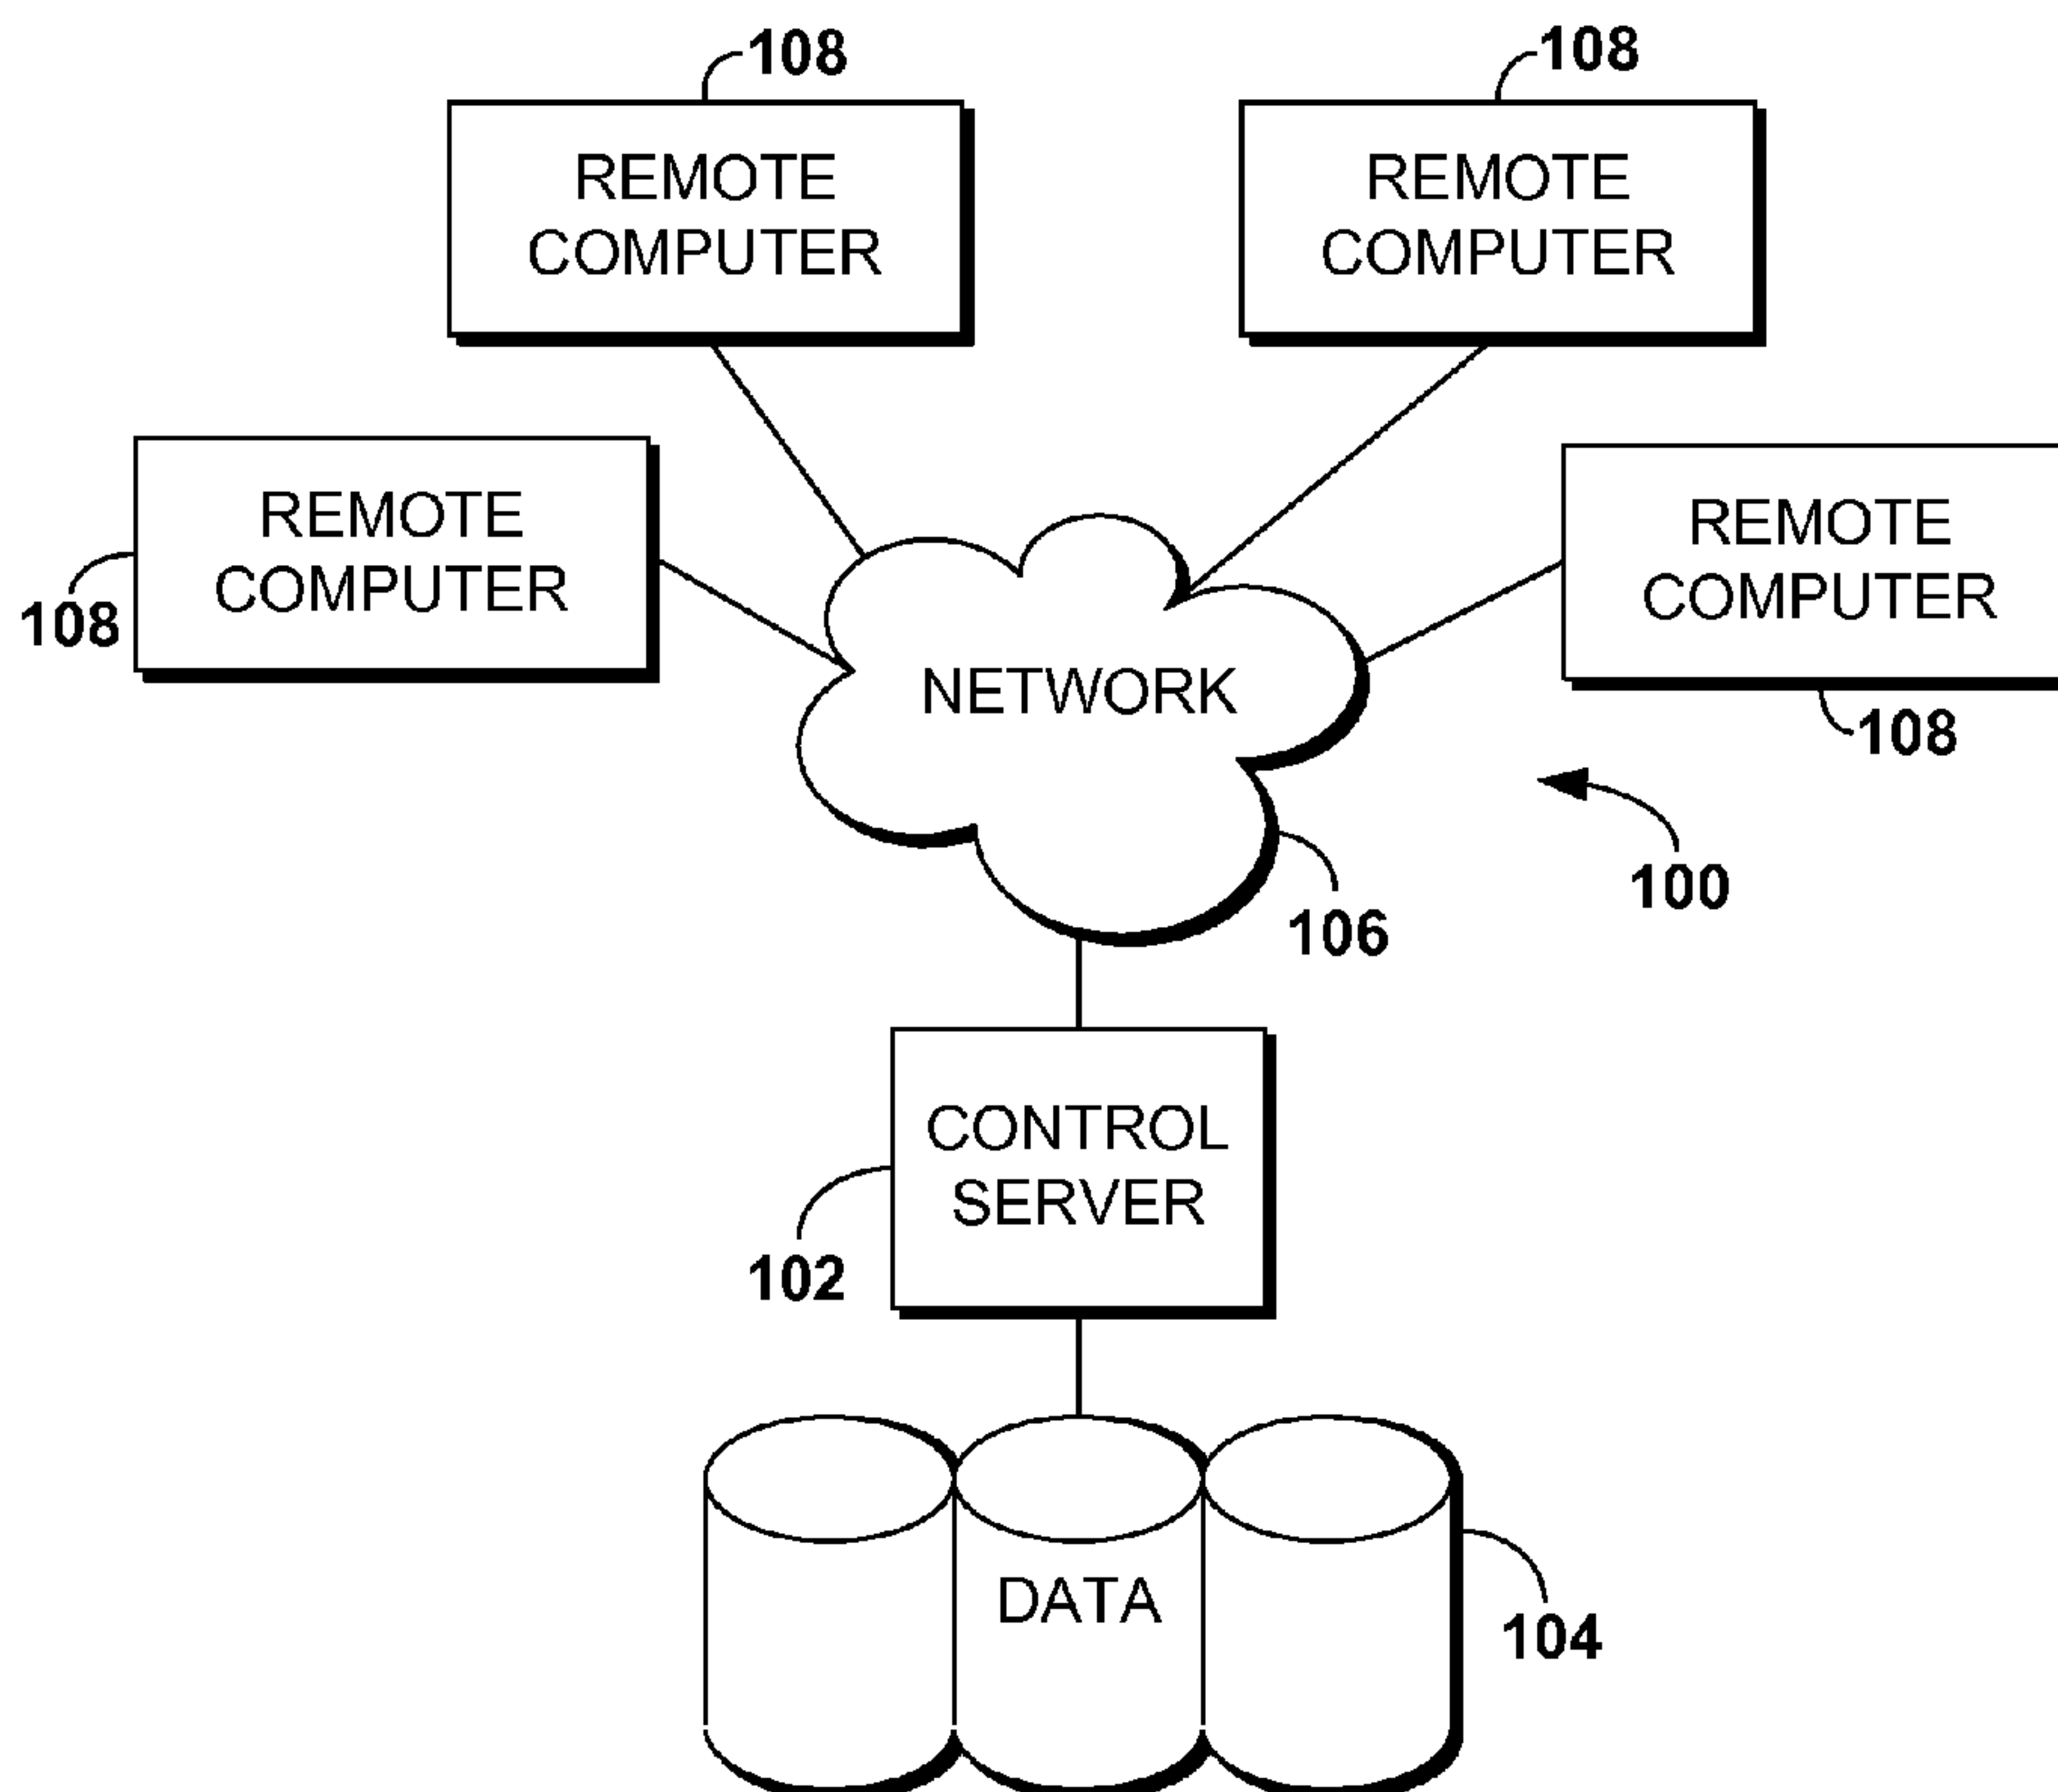 108
108
REMOTE
COMPUTER
REMOTE
COMPUTER
REMOTE
COMPUTER
REMOTE
COMPUTER
108
NETWORK
108
100
106
CONTROL
SERVER
102
DATA
104